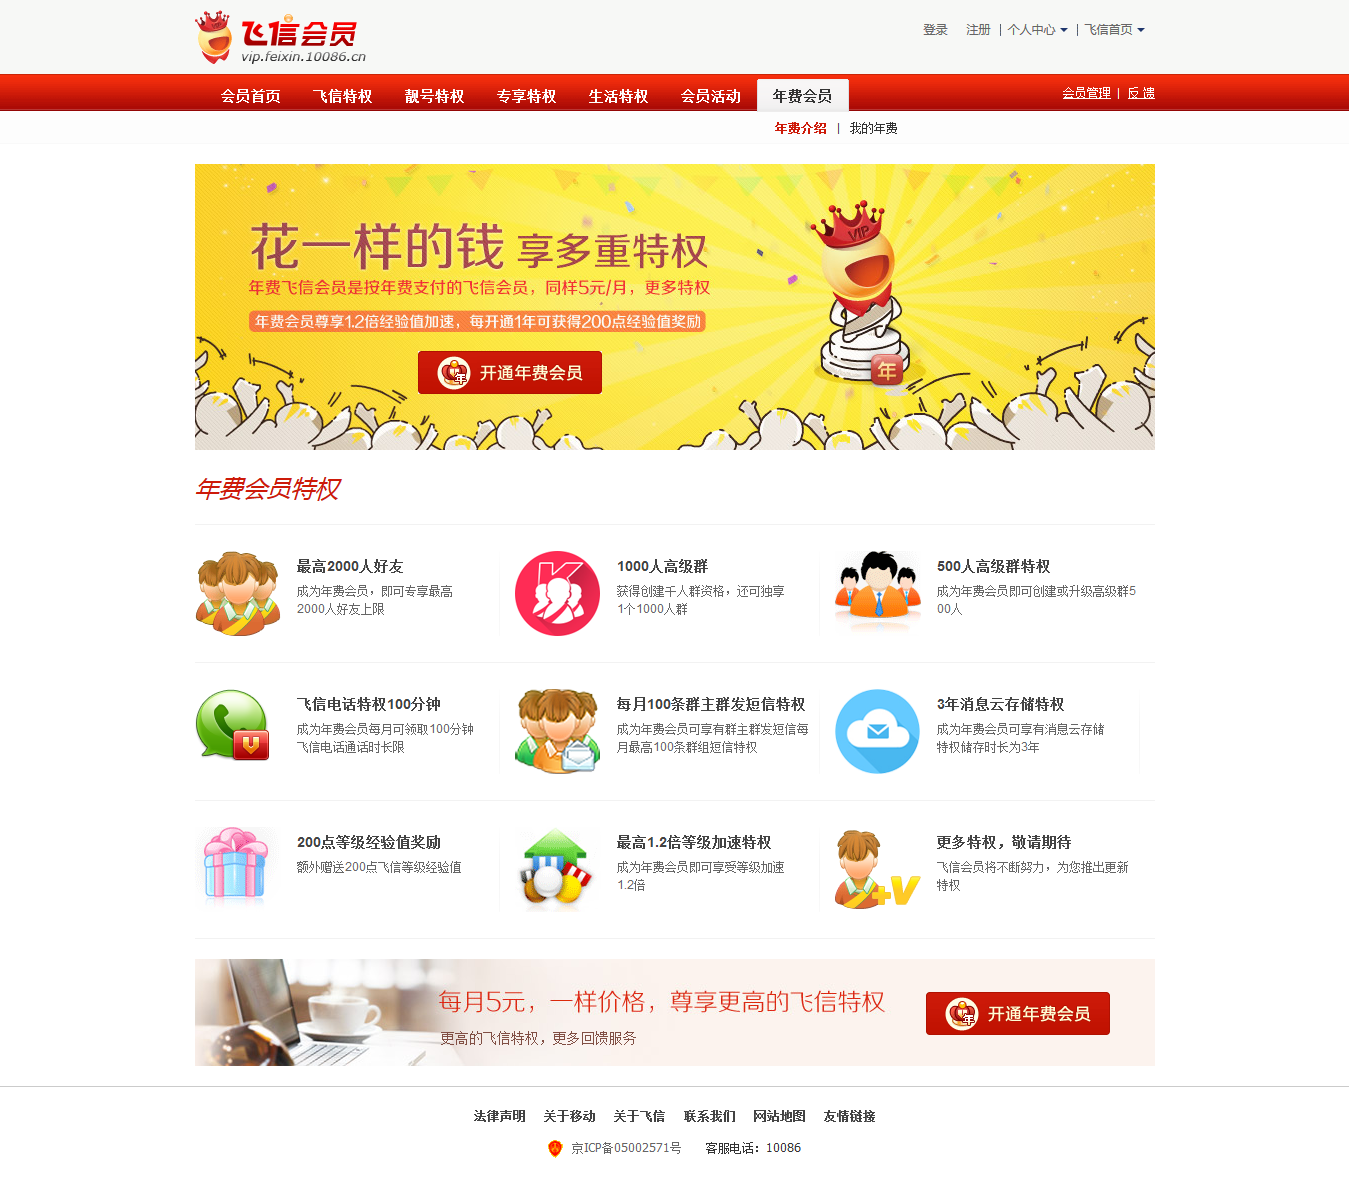 飞信会员
vip.feixin.10086.cn
登录 注册 | 个人中心 | 飞信首页
会员首页 飞信特权 靓号特权 专享特权 生活特权 会员活动 年费会员
会员管理 | 反馈
年费介绍 | 我的年费
花一样的钱 享多重特权
年费飞信会员是按年费支付的飞信会员，同样5元/月，更多特权
年费会员尊享1.2倍经验值加速，每开通1年可获得200点经验值奖励
年 开通年费会员
VIP
年
年费会员特权
最高2000人好友
成为年费会员，即可专享最高
2000人好友上限
1000人高级群
获得创建千人群资格，还可独享
1个1000人群
500人高级群特权
成为年费会员即可创建或升级高级群5
00人
飞信电话特权100分钟
成为年费会员每月可领取100分钟
飞信电话通话时长限
每月100条群主群发短信特权
成为年费会员可享有群主群发短信每
月最高100条群组短信特权
3年消息云存储特权
成为年费会员可享有消息云存储
特权储存时长为3年
200点等级经验值奖励
额外赠送200点飞信等级经验值
最高1.2倍等级加速特权
成为年费会员即可享受等级加速
1.2倍
+V
更多特权，敬请期待
飞信会员将不断努力，为您推出更新
特权
每月5元，一样价格，尊享更高的飞信特权
更高的飞信特权，更多回馈服务
年 开通年费会员
法律声明 关于移动 关于飞信 联系我们 网站地图 友情链接
京ICP备05002571号 客服电话：10086